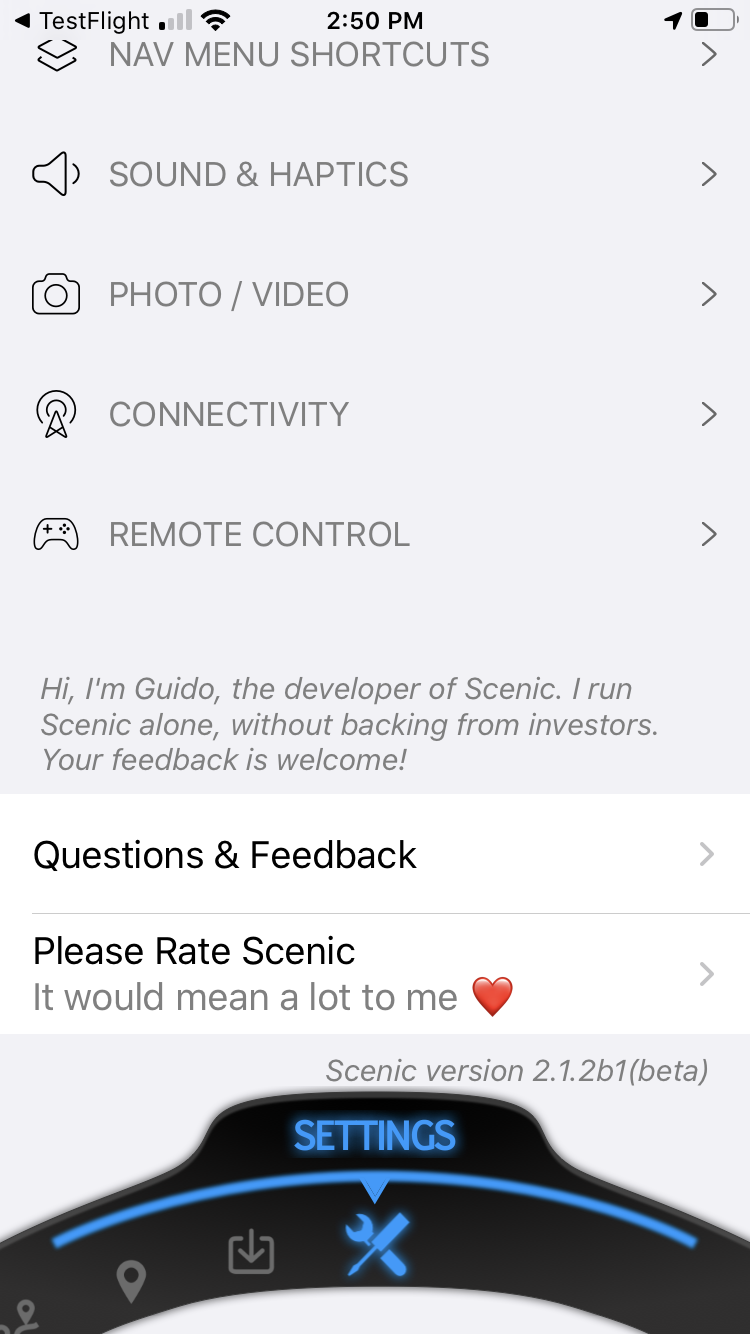 TestFlight 2:50 PM
NAV MENU SHORTCUTS
SOUND & HAPTICS
PHOTO / VIDEO
CONNECTIVITY
REMOTE CONTROL
Hi, I'm Guido, the developer of Scenic. I run
Scenic alone, without backing from investors.
Your feedback is welcome!
Questions & Feedback
Please Rate Scenic
It would mean a lot to me ❤️
Scenic version 2.1.2b1(beta)
SETTINGS